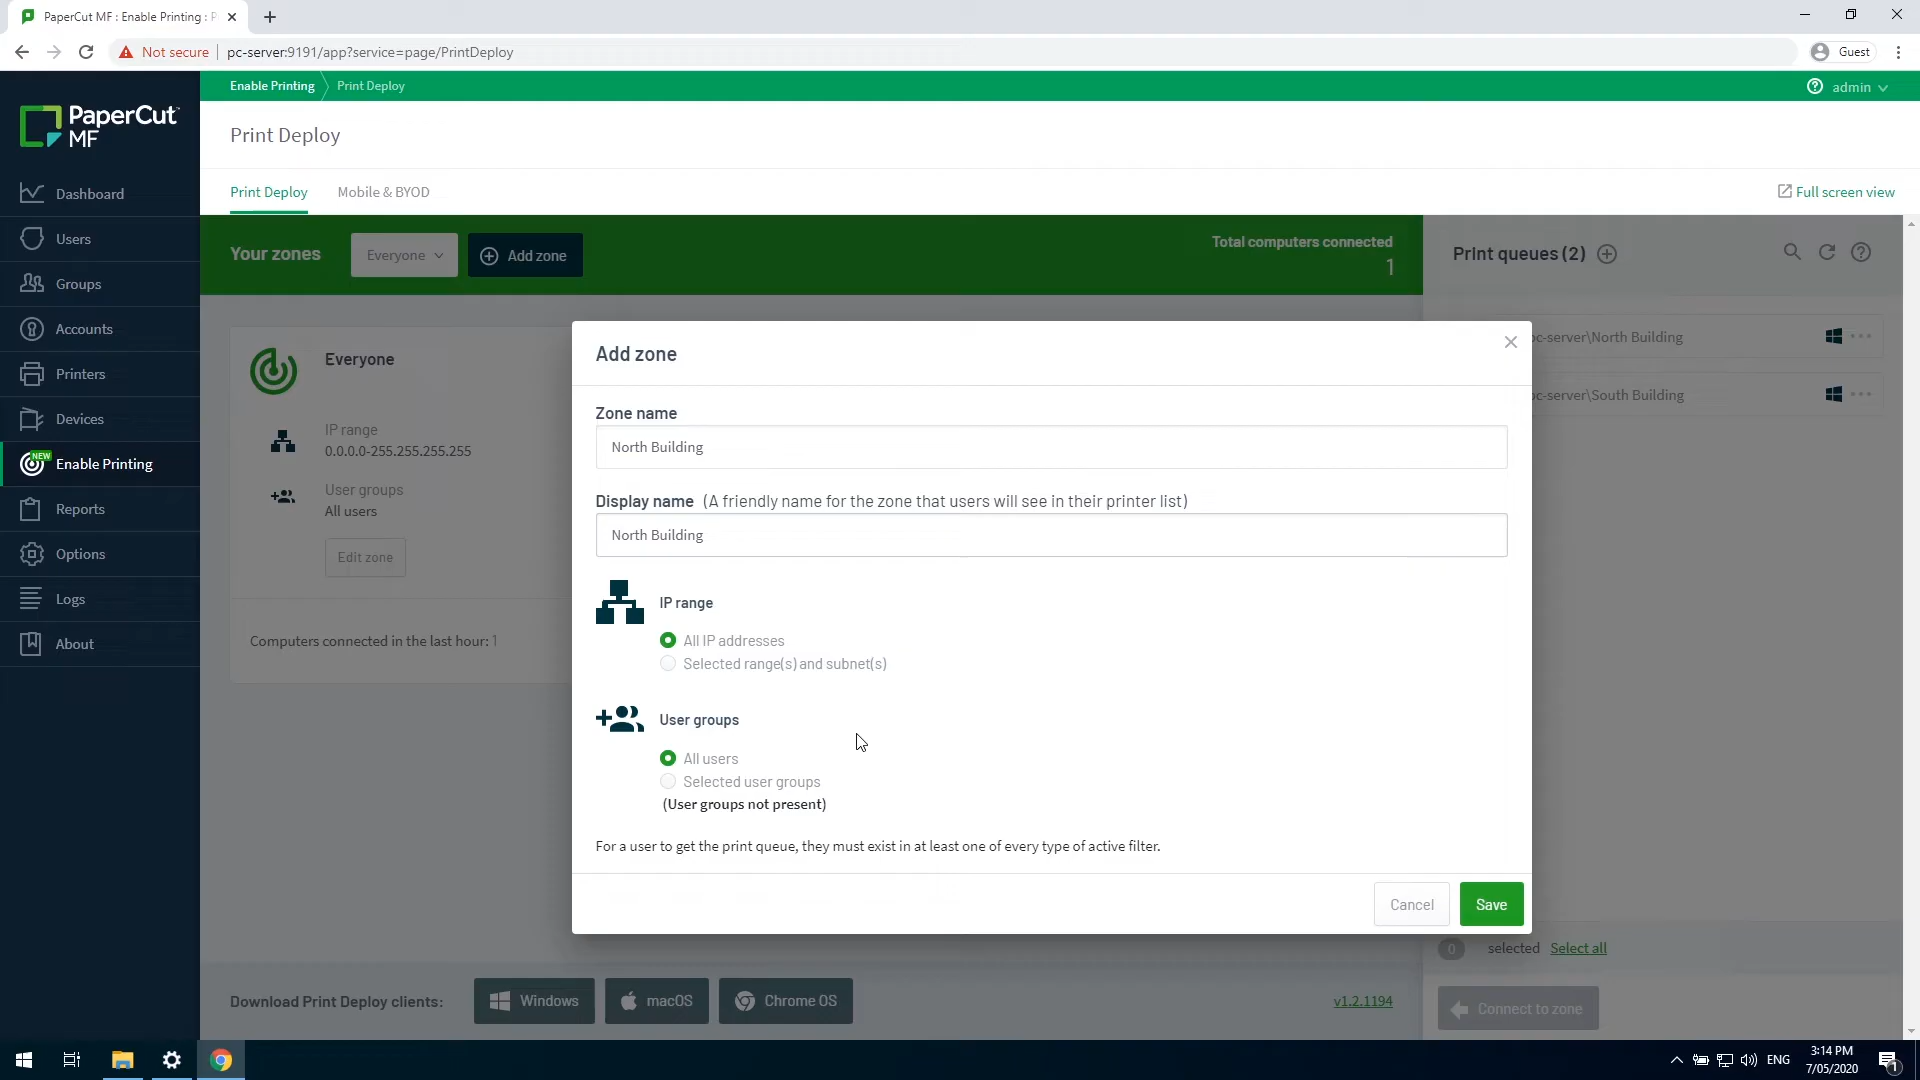 PaperCut MF : Enable Printing : P
Not secure
pc-server:9191/app?service=page/PrintDeploy
Guest
PaperCut™
MF
Dashboard
Users
Groups
Accounts
Printers
Devices
NEW
Enable Printing
Reports
Options
Logs
About
Enable Printing
Print Deploy
admin
Print Deploy
Print Deploy
Mobile & BYOD
Full screen view
Your zones
Everyone
Add zone
Total computers connected
1
Print queues (2)
Everyone
IP range
0.0.0.0-255.255.255.255
User groups
All users
Edit zone
Computers connected in the last hour: 1
pc-server\North Building
pc-server\South Building
Add zone
Zone name
North Building
Display name (A friendly name for the zone that users will see in their printer list)
North Building
IP range
All IP addresses
Selected range(s) and subnet(s)
User groups
All users
Selected user groups
(User groups not present)
For a user to get the print queue, they must exist in at least one of every type of active filter.
Cancel
Save
0 selected Select all
Connect to zone
Download Print Deploy clients:
Windows
macOS
Chrome OS
v1.2.1194
ENG
3:14 PM
7/05/2020
1